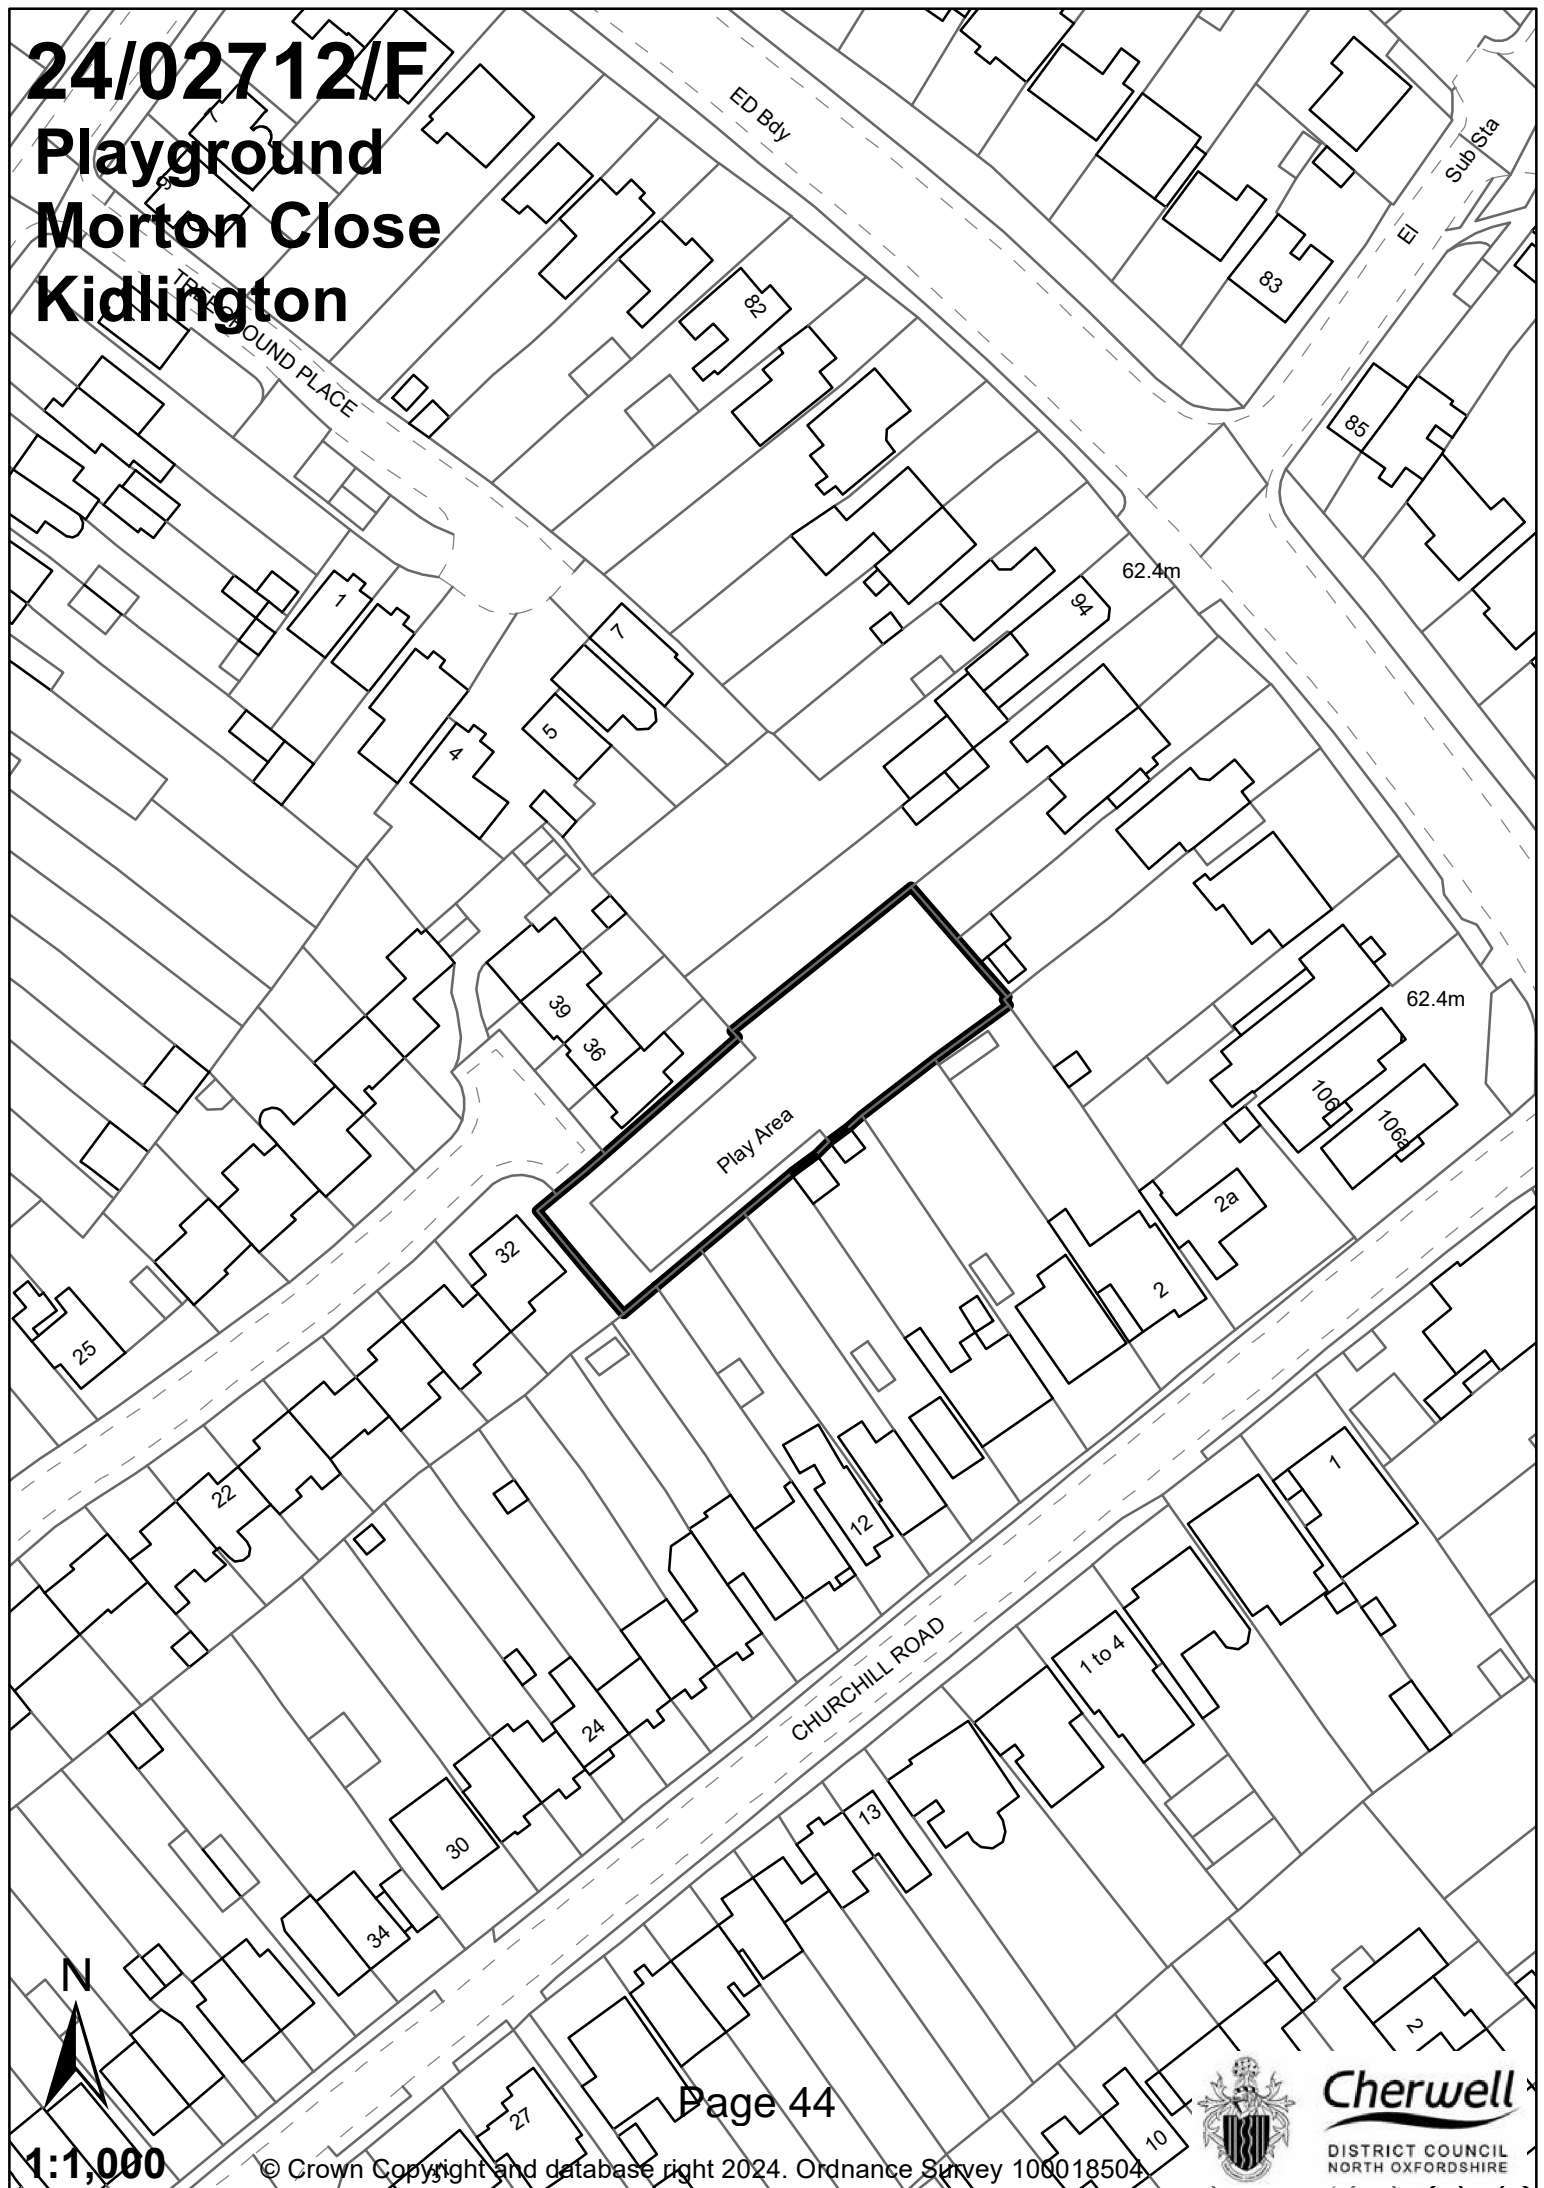 24/02712/F
Playground
Morton Close
Kidlington
ED Bdy
Sub Sta
El
83
82
85
PLACE
62.4m
94
1
7
5
4
39
36
62.4m
Play Area
106
106a
2a
2
32
25
22
12
1
CHURCHILL ROAD
1 to 4
24
13
30
34
N
2
27
10
Page 44
1:1,000
© Crown Copyright and database right 2024. Ordnance Survey 100018504
Cherwell
DISTRICT COUNCIL
NORTH OXFORDSHIRE